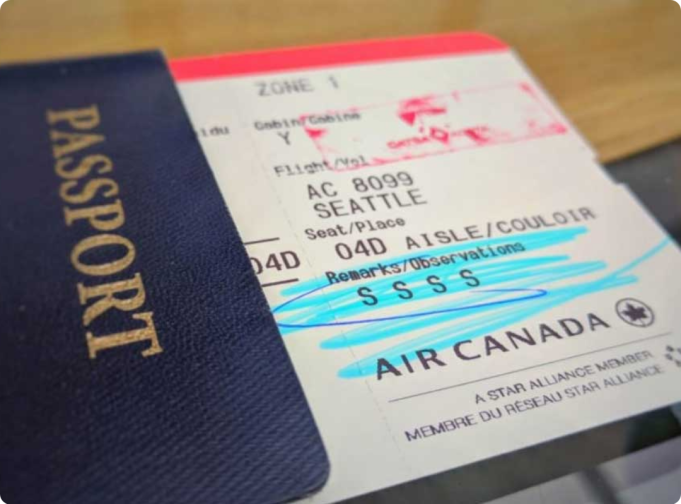 PASSPORT
ZONE 1
idu
Cabin/Cabine
Y
Flight/Vol
AC 8099
SEATTLE
Seat/Place
04D AISLE/COULOIR
04D
Remarks/Observations
S S S S
AIR CANADA
A STAR ALLIANCE MEMBER
MEMBRE DU RÉSEAU STAR ALLIANCE